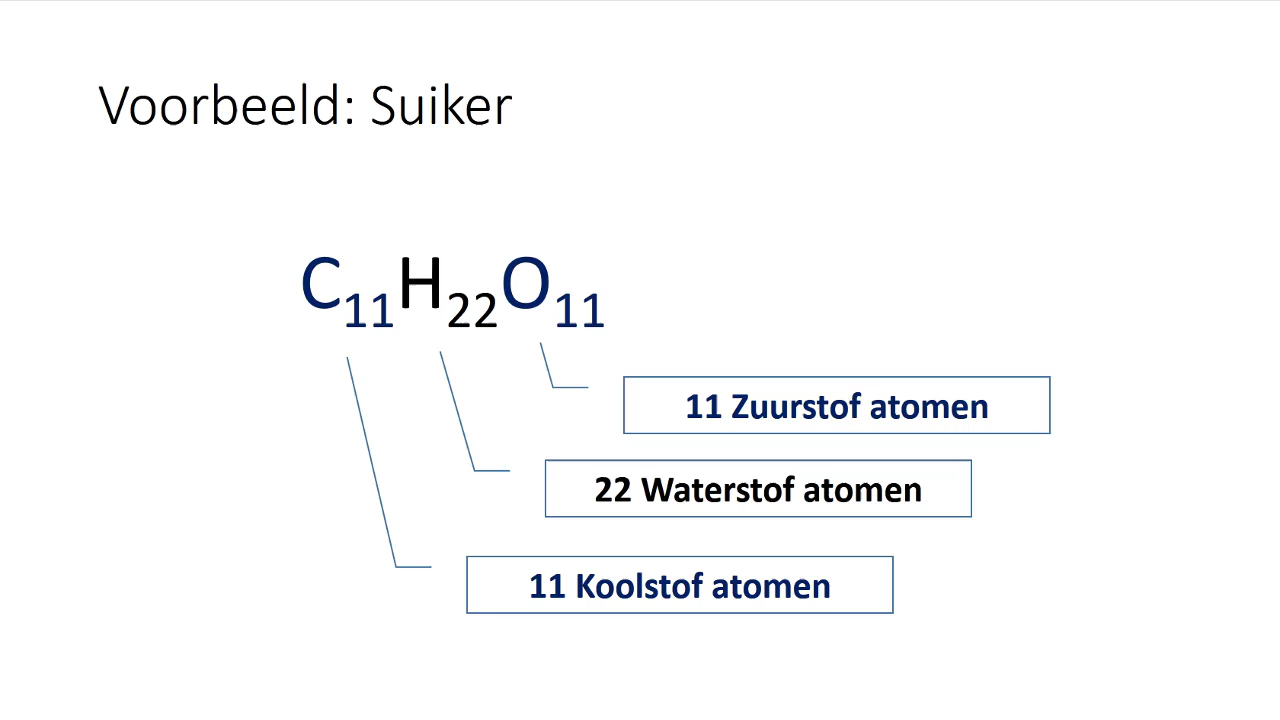 Voorbeeld: Suiker
C₁₁H₂₂O₁₁
11 Zuurstof atomen
22 Waterstof atomen
11 Koolstof atomen